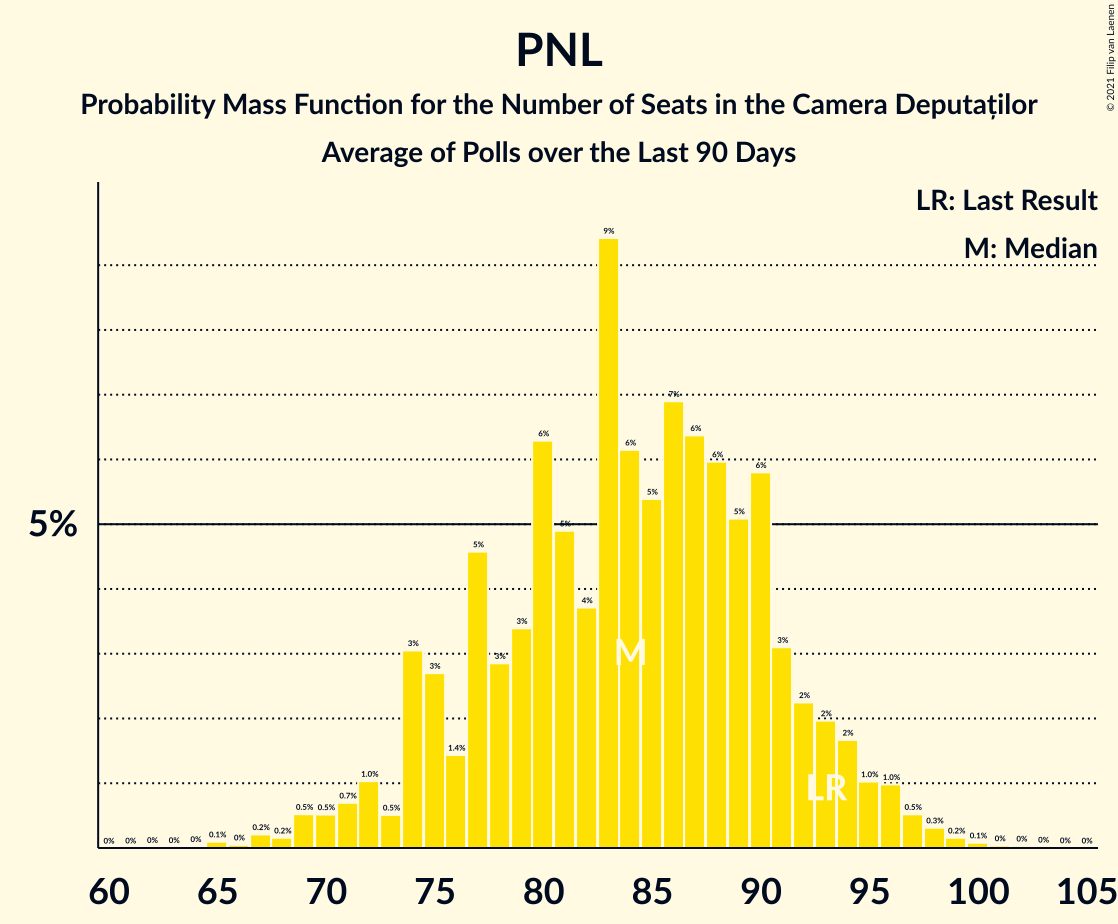 © 2021 Filip van Laenen
PNL
Probability Mass Function for the Number of Seats in the Camera Deputaților
Average of Polls over the Last 90 Days
LR: Last Result
M: Median
5%
0% 0% 0% 0% 0% 0.1% 0% 0.2% 0.2% 0.5% 0.5% 0.7% 1.0% 0.5% 3% 3% 1.4% 5% 3% 3% 6% 5% 4% 9% 6% 5% 7% 6% 6% 5% 6% 3% 2% 2% 2% 1.0% 1.0% 0.5% 0.3% 0.2% 0.1% 0% 0% 0% 0% 0%
M
LR
60 65 70 75 80 85 90 95 100 105